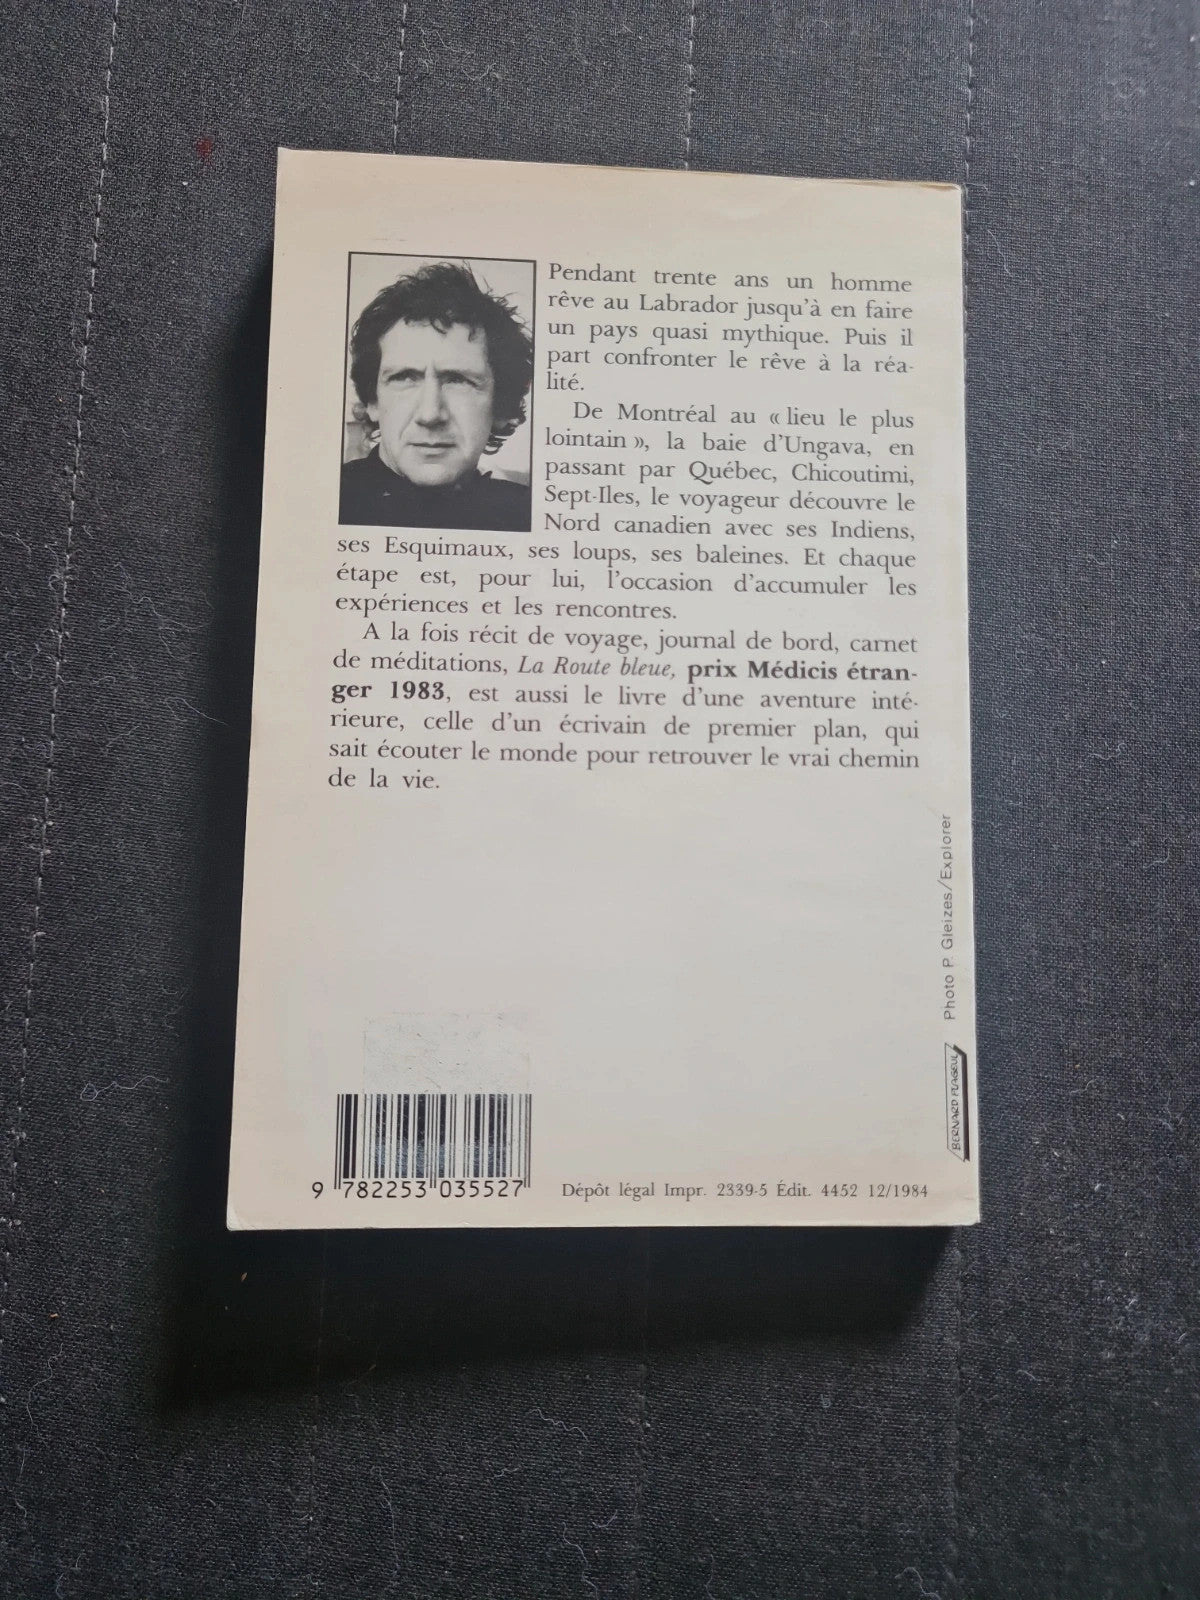 Pendant trente ans un homme
rêve au Labrador jusqu'à en faire
un pays quasi mythique. Puis il
part confronter le rêve à la réa-
lité.
De Montréal au « lieu le plus
lointain », la baie d'Ungava, en
passant par Québec, Chicoutimi,
Sept-Iles, le voyageur découvre le
Nord canadien avec ses Indiens,
ses Esquimaux, ses loups, ses baleines. Et chaque
étape est, pour lui, l'occasion d'accumuler les
expériences et les rencontres.
A la fois récit de voyage, journal de bord, carnet
de méditations, La Route bleue, prix Médicis étran-
ger 1983, est aussi le livre d'une aventure inté-
rieure, celle d'un écrivain de premier plan, qui
sait écouter le monde pour retrouver le vrai chemin
de la vie.
Photo P. Gleizes/Explorer
BERNARD FLAGEUL
9 782253 035527
Dépôt légal Impr. 2339-5 Édit. 4452 12/1984